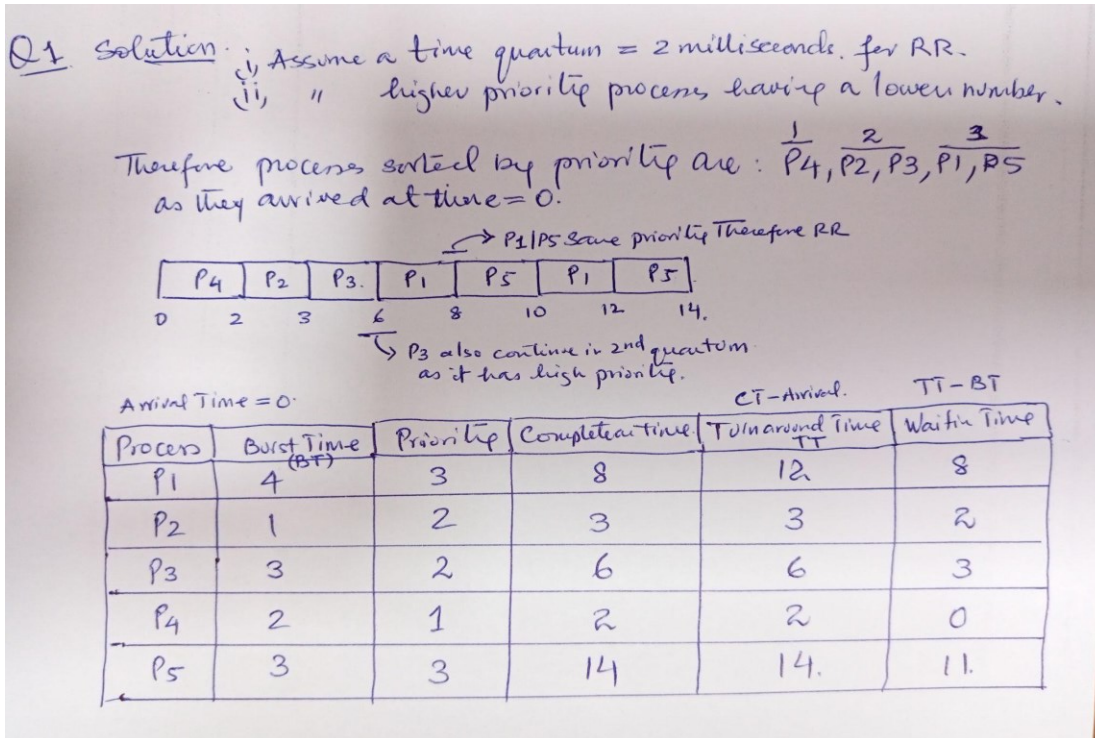 Q1 Solution. i, Assume a time quantum = 2 milliseconds. for RR.
ii, " higher priority process having a lower number.
1 2 3
Therefore process sorted by priority are : P4, P2, P3, P1, P5
as they arrived at time = 0.
→ P1/P5 same priority Therefore RR
P4 P2 P3. P1 P5 P1 P5
0 2 3 6 8 10 12 14.
↳ P3 also continue in 2nd quantum
as it has high priority.
Arrival Time = 0. CT-Arrival. TT-BT
Process Burst Time (BT) Priority Completion time. Turnaround Time TT Waitin Time
P1 4 3 8 12 8
P2 1 2 3 3 2
P3 3 2 6 6 3
P4 2 1 2 2 0
P5 3 3 14 14. 11.